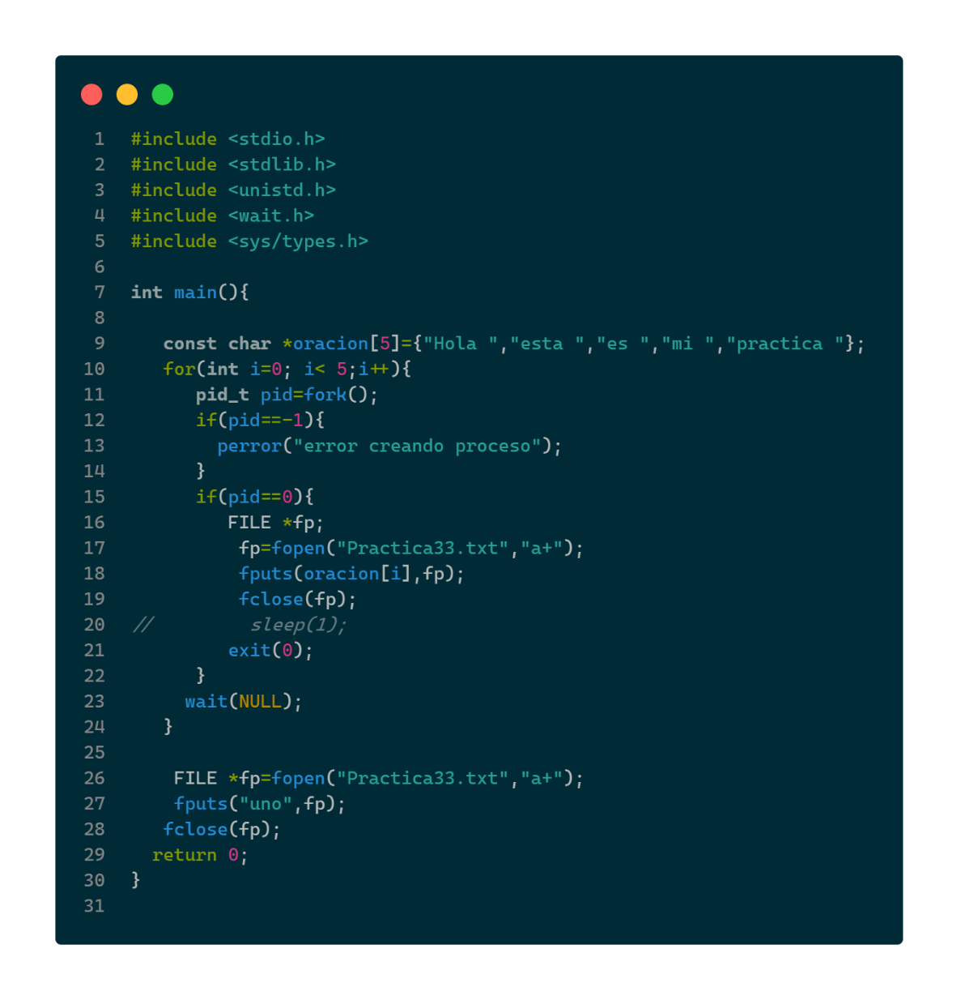 1 #include <stdio.h>
2 #include <stdlib.h>
3 #include <unistd.h>
4 #include <wait.h>
5 #include <sys/types.h>
6
7 int main(){
8
9    const char *oracion[5]={"Hola ","esta ","es ","mi ","practica "};
10    for(int i=0; i< 5;i++){
11       pid_t pid=fork();
12       if(pid==-1){
13         perror("error creando proceso");
14       }
15       if(pid==0){
16          FILE *fp;
17           fp=fopen("Practica33.txt","a+");
18           fputs(oracion[i],fp);
19           fclose(fp);
20 //         sleep(1);
21          exit(0);
22       }
23      wait(NULL);
24    }
25
26     FILE *fp=fopen("Practica33.txt","a+");
27     fputs("uno",fp);
28    fclose(fp);
29   return 0;
30 }
31